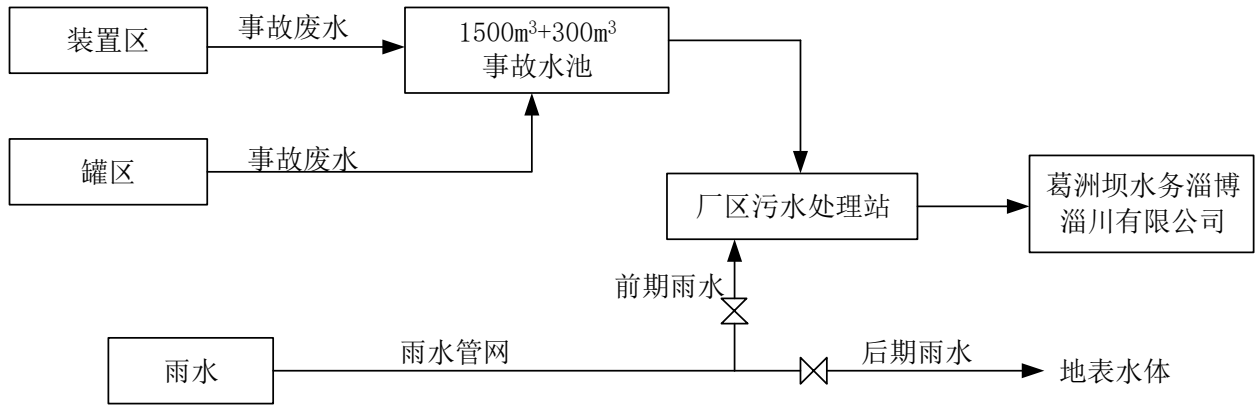 装置区
事故废水
1500m³+300m³
事故水池
罐区
事故废水
厂区污水处理站
葛洲坝水务淄博
淄川有限公司
前期雨水
雨水
雨水管网
后期雨水
地表水体